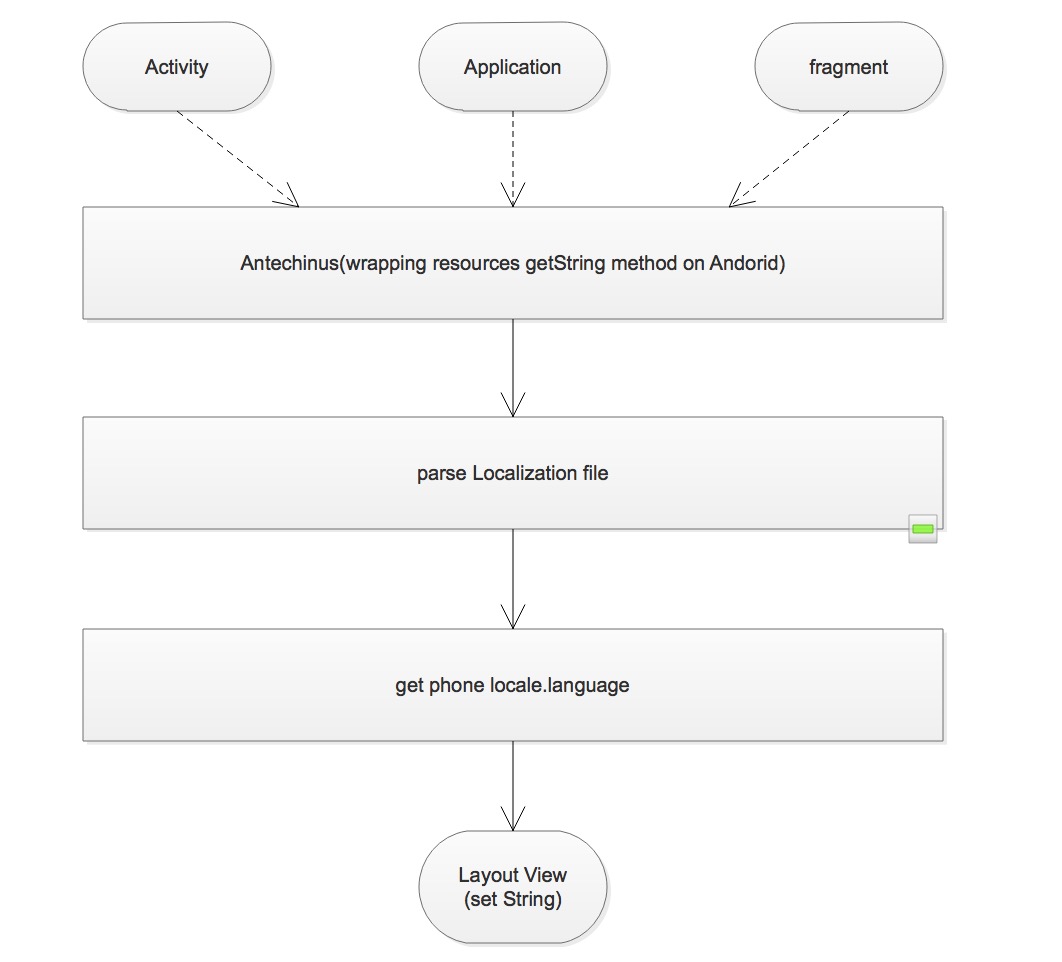 Activity
Application
fragment
Antechinus(wrapping resources getString method on Andorid)
parse Localization file
get phone locale.language
Layout View
(set String)